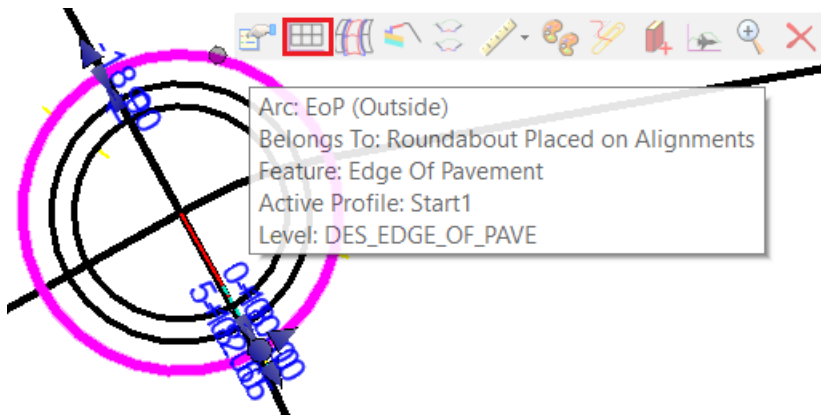 Arc: EoP (Outside)
Belongs To: Roundabout Placed on Alignments
Feature: Edge Of Pavement
Active Profile: Start1
Level: DES_EDGE_OF_PAVE